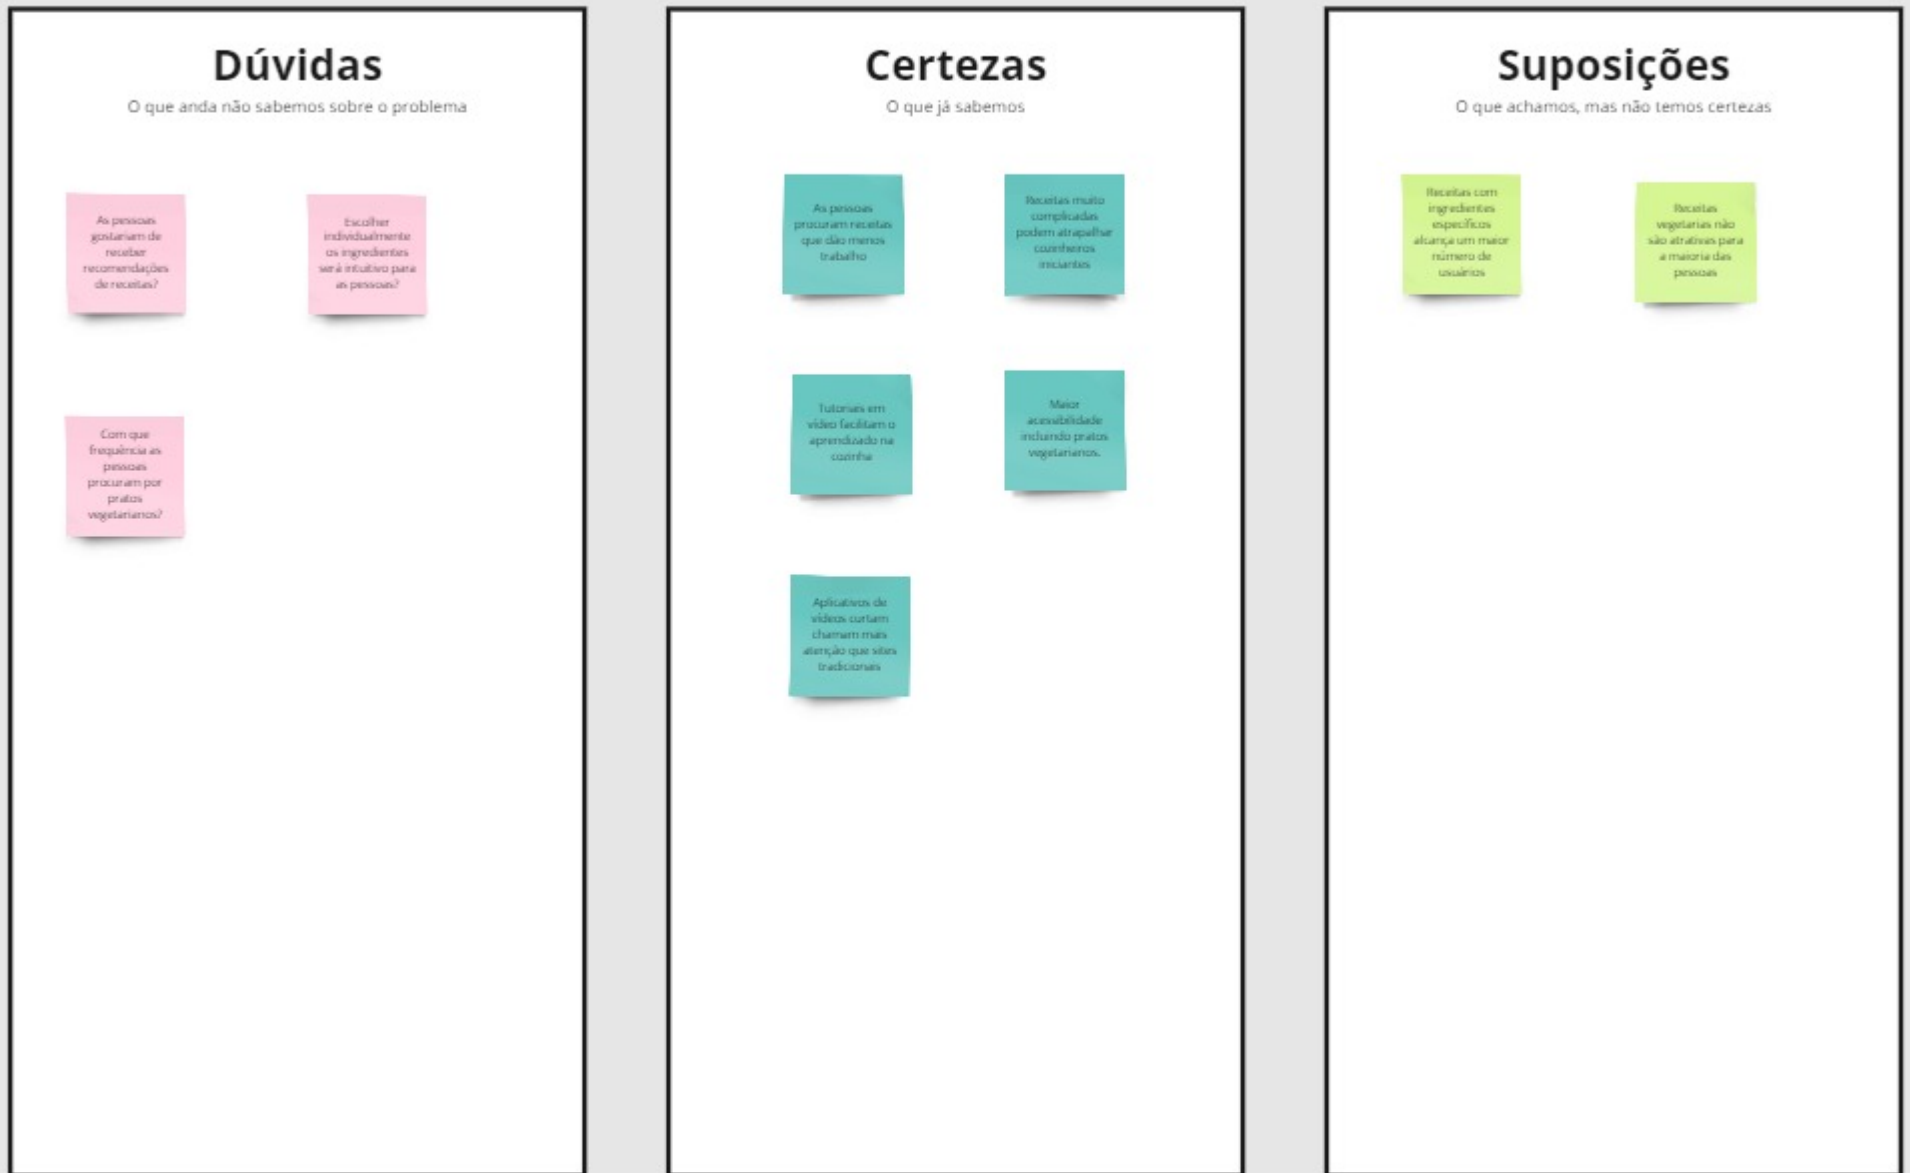 Dúvidas
O que anda não sabemos sobre o problema
As pessoas
gostariam de
receber
recomendações
de receitas?
Escolher
individualmente
os ingredientes
será intuitivo para
as pessoas?
Com que
frequência as
pessoas
procuram por
pratos
vegetarianos?
Certezas
O que já sabemos
As pessoas
procuram receitas
que dão menos
trabalho
Receitas muito
complicadas
podem atrapalhar
cozinheiros
iniciantes
Tutoriais em
vídeo facilitam o
aprendizado na
cozinha
Maior
acessibilidade
incluindo pratos
vegetarianos.
Aplicativos de
vídeos curtam
chamam mais
atenção que sites
tradicionais
Suposições
O que achamos, mas não temos certezas
Receitas com
ingredientes
específicos
alcança um maior
número de
usuários
Receitas
vegetarias não
são atrativas para
a maioria das
pessoas